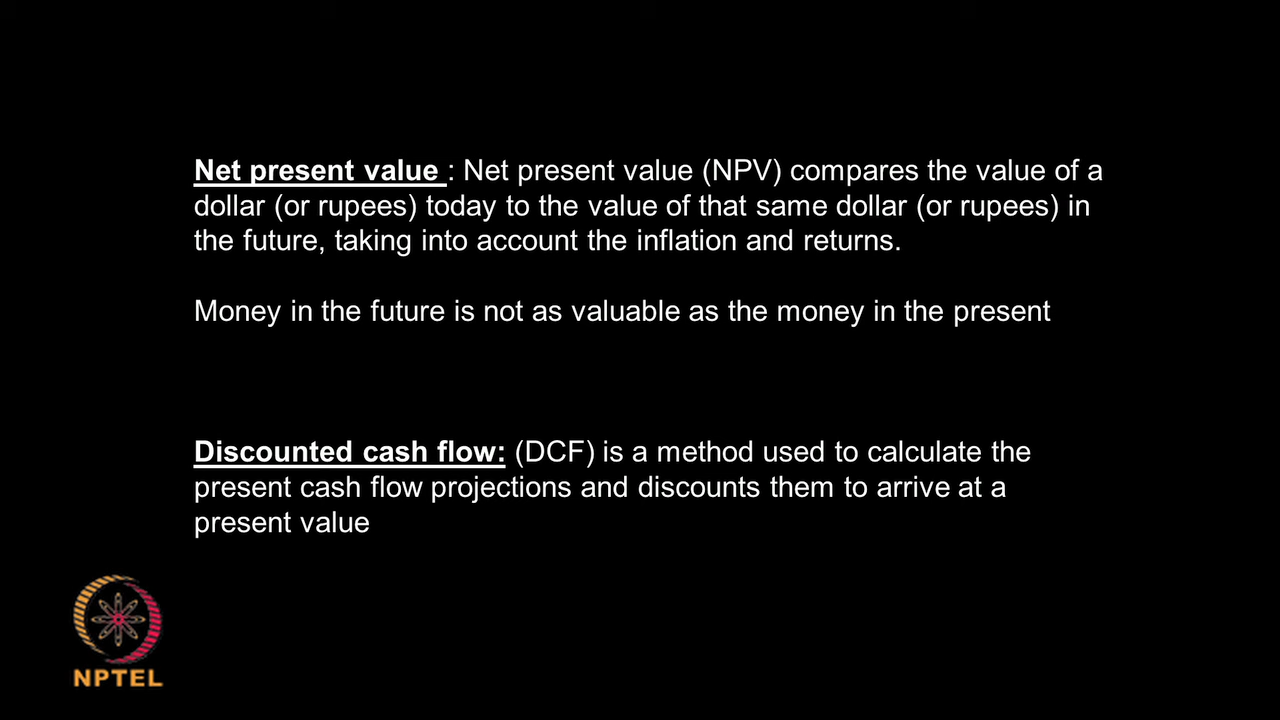 Net present value : Net present value (NPV) compares the value of a
dollar (or rupees) today to the value of that same dollar (or rupees) in
the future, taking into account the inflation and returns.
Money in the future is not as valuable as the money in the present
Discounted cash flow: (DCF) is a method used to calculate the
present cash flow projections and discounts them to arrive at a
present value
NPTEL